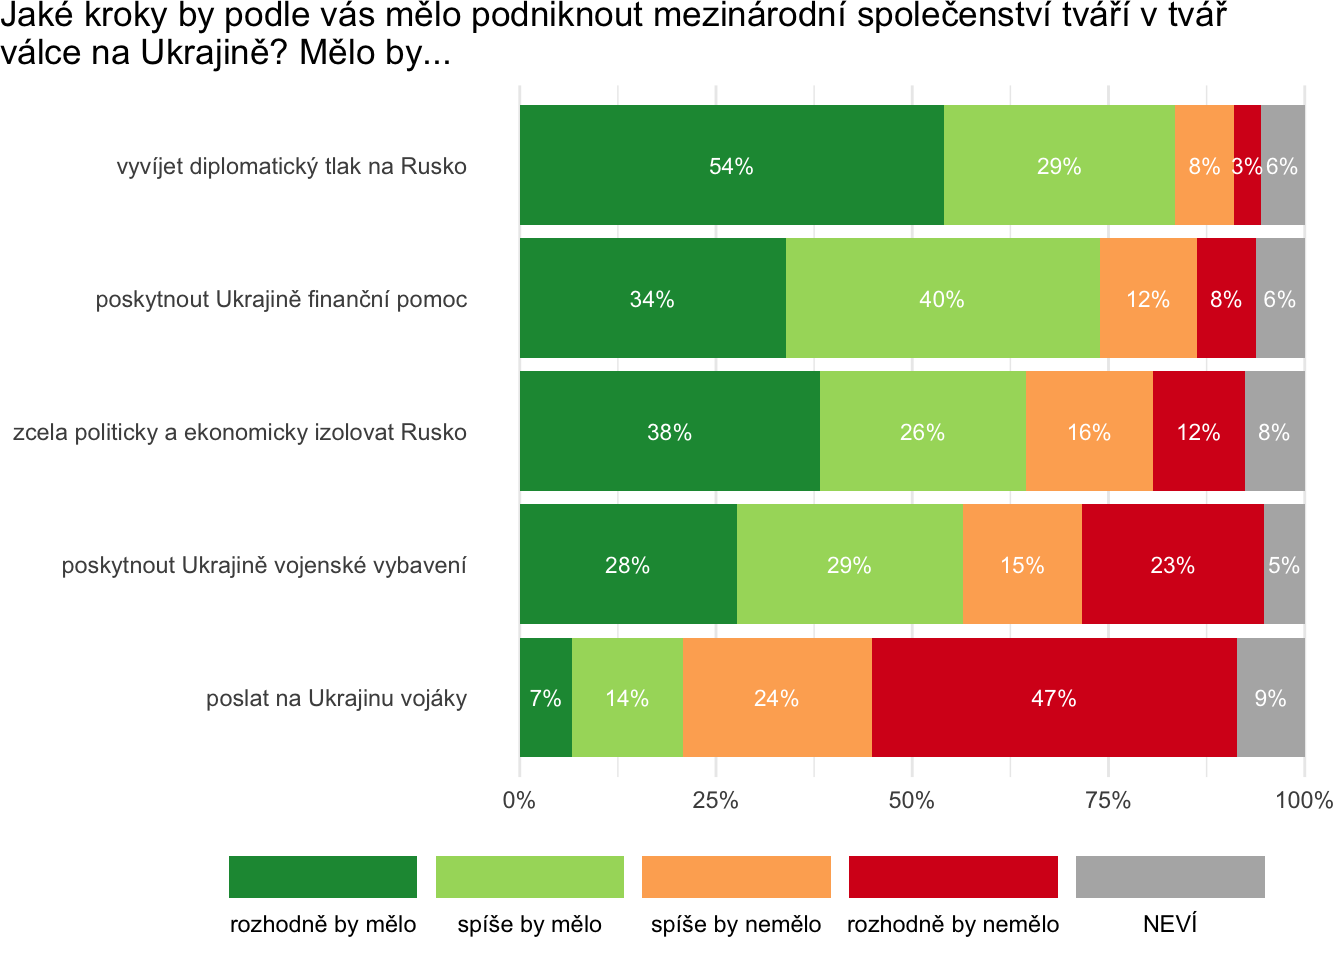 Jaké kroky by podle vás mělo podniknout mezinárodní společenství tváří v tvář
válce na Ukrajině? Mělo by...
vyvíjet diplomatický tlak na Rusko
54% 29% 8% 3% 6%
poskytnout Ukrajině finanční pomoc
34% 40% 12% 8% 6%
zcela politicky a ekonomicky izolovat Rusko
38% 26% 16% 12% 8%
poskytnout Ukrajině vojenské vybavení
28% 29% 15% 23% 5%
poslat na Ukrajinu vojáky
7% 14% 24% 47% 9%
0% 25% 50% 75% 100%
rozhodně by mělo spíše by mělo spíše by nemělo rozhodně by nemělo NEVÍ